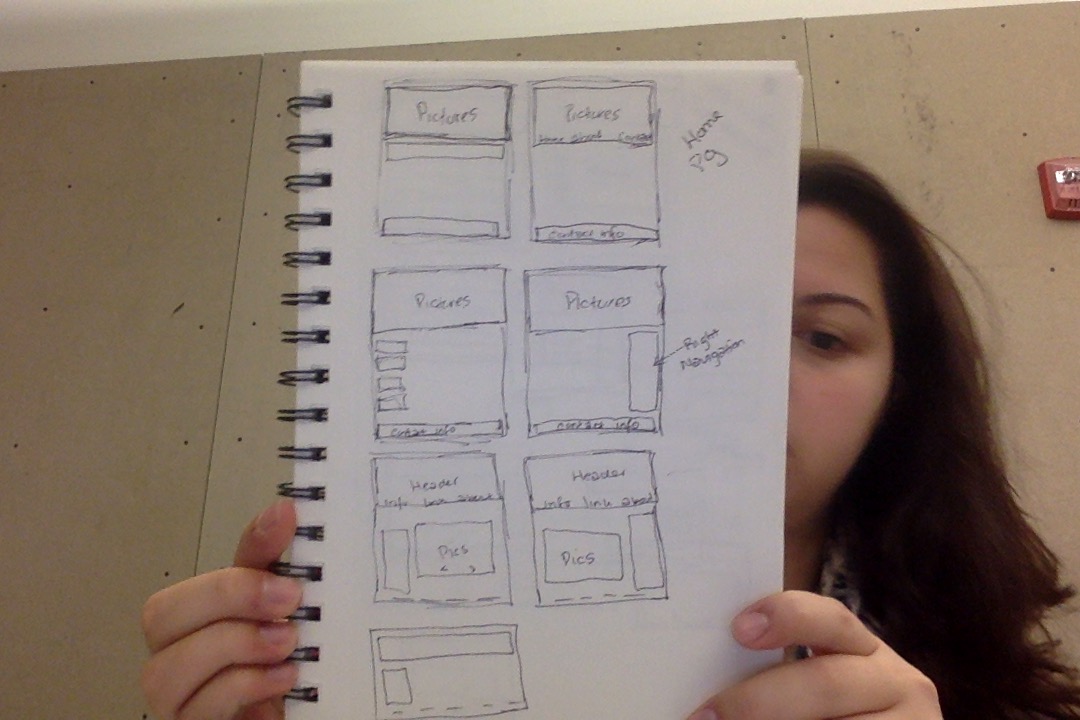 Pictures
Pictures
Home about Contact
Home
Pg
contact info
Pictures
Pictures
Right
Navigation
contact info
contact info
Header
info link about
Header
info link about
Pics
< >
Pics